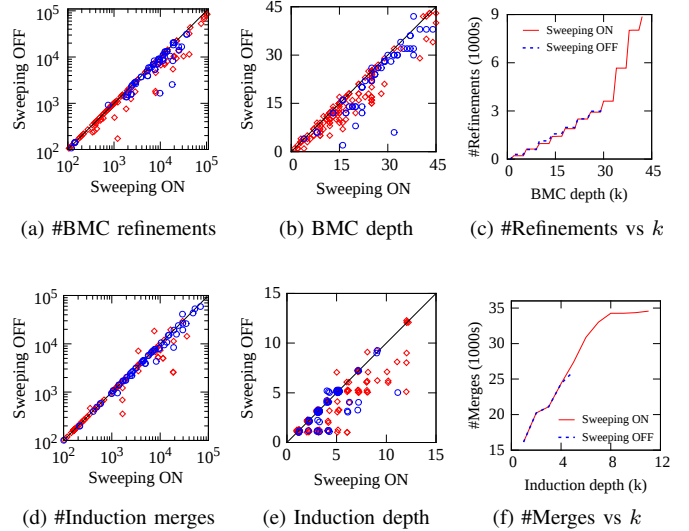 10^5
10^4
10^3
10^2
Sweeping OFF
10^2 10^3 10^4 10^5
Sweeping ON
(a) #BMC refinements
45
30
15
0
Sweeping OFF
0 15 30 45
Sweeping ON
(b) BMC depth
9
6
3
0
#Refinements (1000s)
Sweeping ON
Sweeping OFF
0 15 30 45
BMC depth (k)
(c) #Refinements vs k
10^5
10^4
10^3
10^2
Sweeping OFF
10^2 10^3 10^4 10^5
Sweeping ON
(d) #Induction merges
15
10
5
0
Sweeping OFF
0 5 10 15
Sweeping ON
(e) Induction depth
35
30
25
20
15
#Merges (1000s)
Sweeping ON
Sweeping OFF
0 4 8 12
Induction depth (k)
(f) #Merges vs k